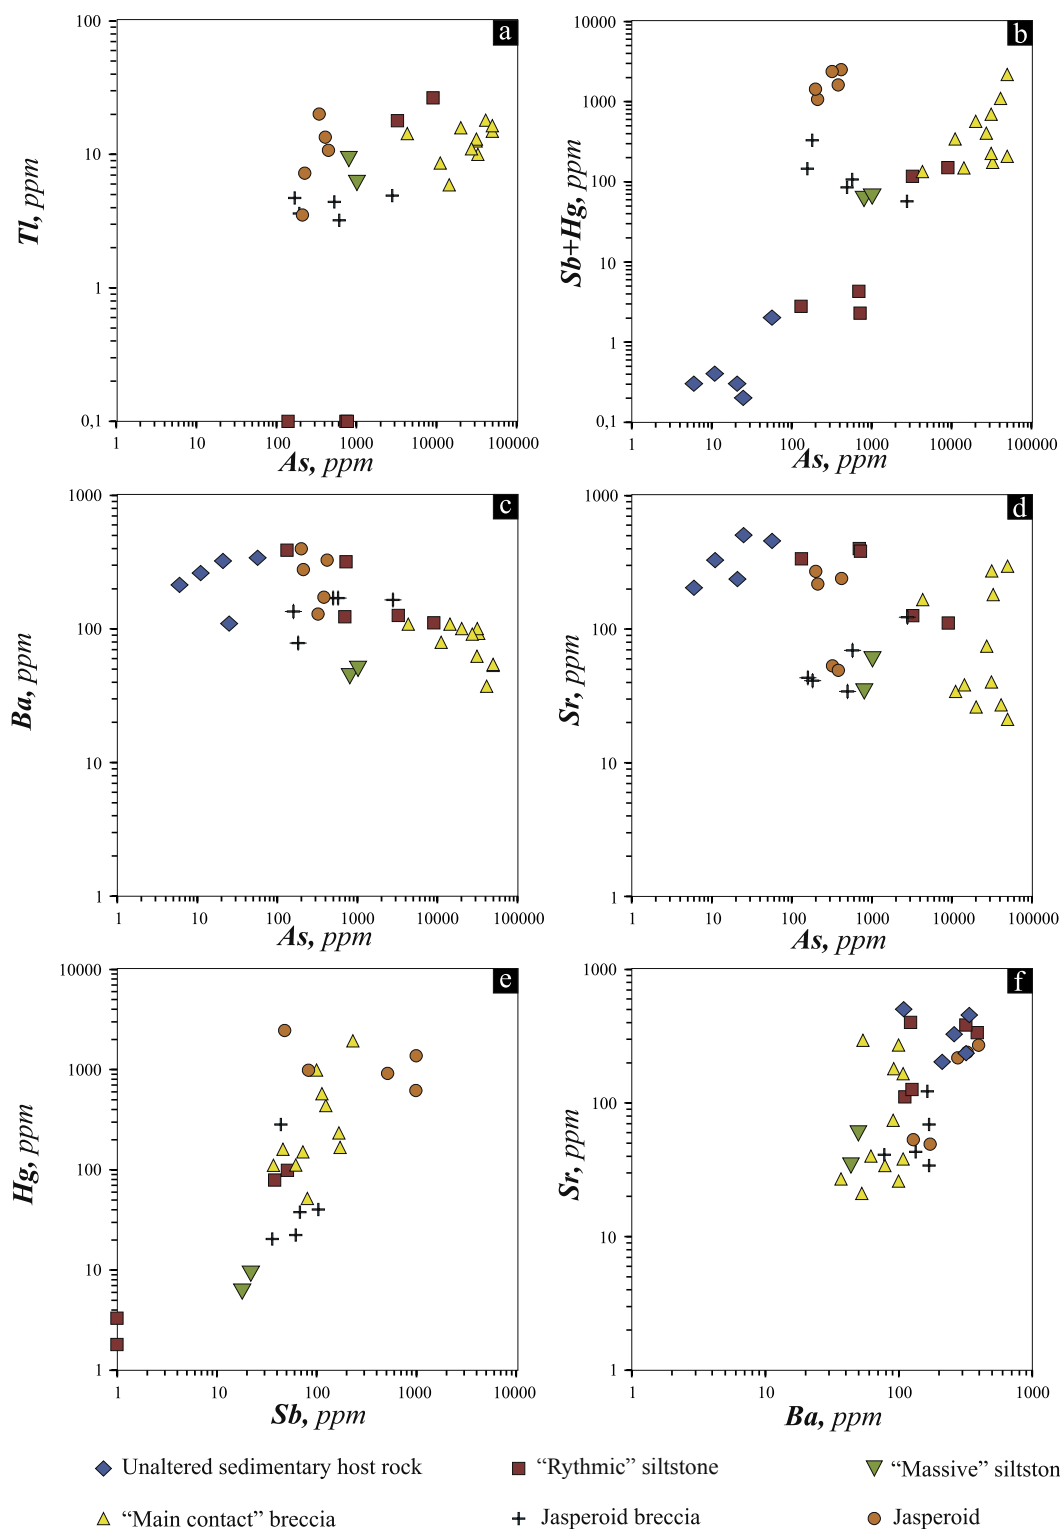 a
100
10
1
0,1
Tl, ppm
1 10 100 1000 10000 100000
As, ppm
b
10000
1000
100
10
1
0,1
Sb+Hg, ppm
1 10 100 1000 10000 100000
As, ppm
c
1000
100
10
1
Ba, ppm
1 10 100 1000 10000 100000
As, ppm
d
1000
100
10
1
Sr, ppm
1 10 100 1000 10000 100000
As, ppm
e
10000
1000
100
10
1
Hg, ppm
1 10 100 1000 10000
Sb, ppm
f
1000
100
10
1
Sr, ppm
1 10 100 1000
Ba, ppm
Unaltered sedimentary host rock “Rythmic” siltstone “Massive” siltston
“Main contact” breccia Jasperoid breccia Jasperoid